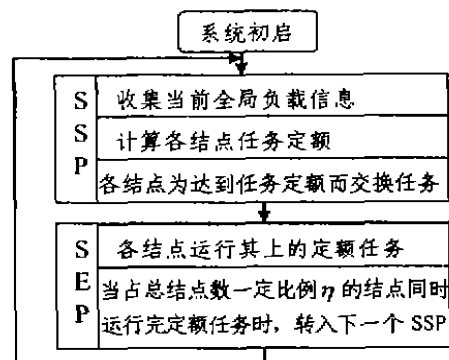 系统初启
SSP
收集当前全局负载信息
计算各结点任务定额
各结点为达到任务定额而交换任务
SEP
各结点运行其上的定额任务
当占总结点数一定比例η的结点同时
运行完定额任务时，转入下一个 SSP